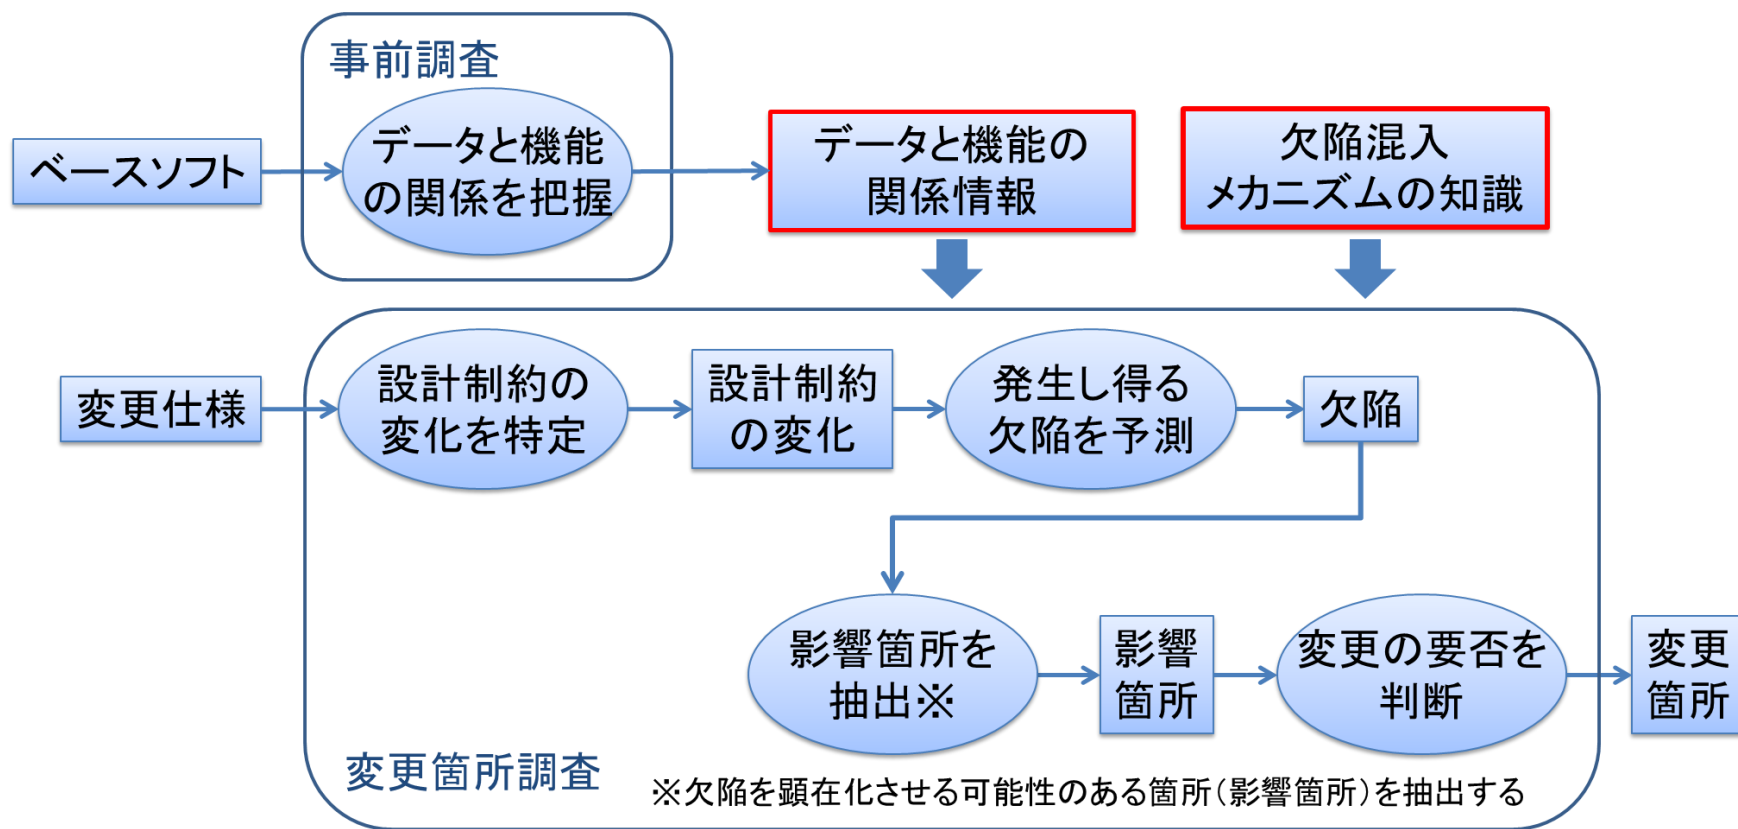 事前調査
ベースソフト
データと機能
の関係を把握
データと機能の
関係情報
欠陥混入
メカニズムの知識
変更仕様
設計制約の
変化を特定
設計制約
の変化
発生し得る
欠陥を予測
欠陥
影響箇所を
抽出※
影響
箇所
変更の要否を
判断
変更
箇所
変更箇所調査
※欠陥を顕在化させる可能性のある箇所(影響箇所)を抽出する